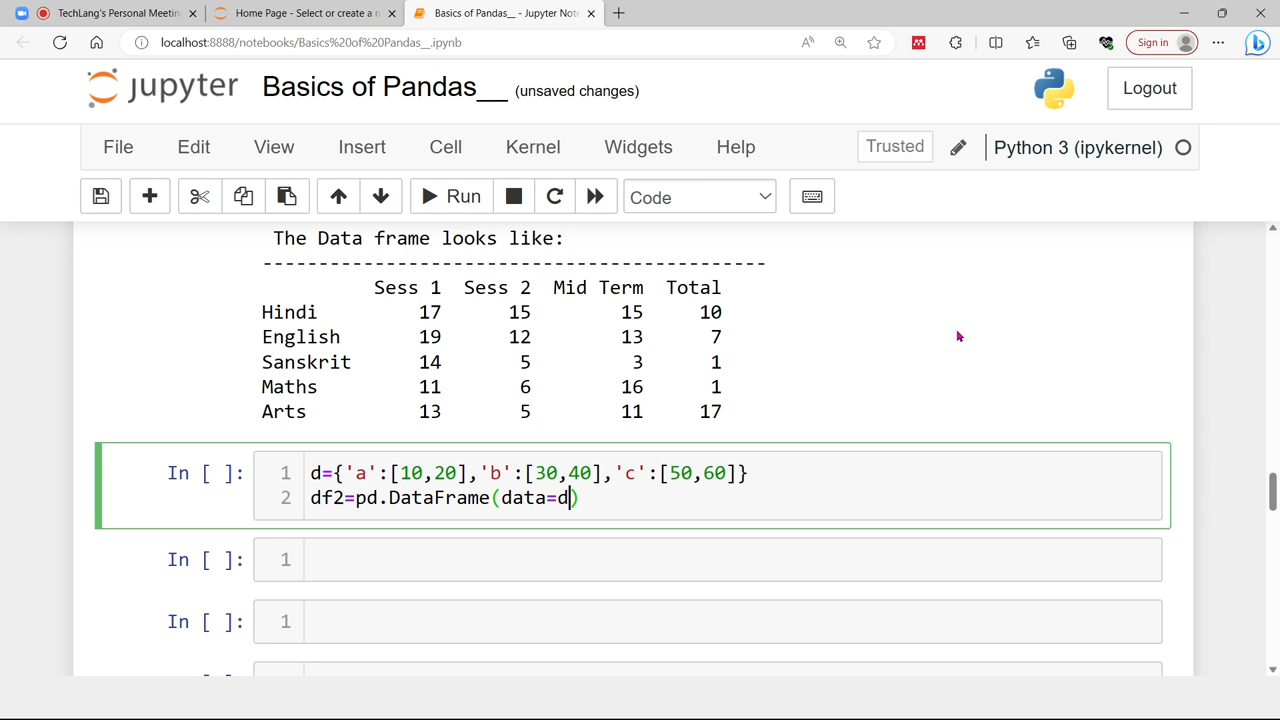 TechLang's Personal Meetin
Home Page - Select or create a n
Basics of Pandas__ - Jupyter Note
localhost:8888/notebooks/Basics%20of%20Pandas__.ipynb
Sign in
jupyter Basics of Pandas__ (unsaved changes)
Logout
File Edit View Insert Cell Kernel Widgets Help Trusted Python 3 (ipykernel)
Run Code
The Data frame looks like:
---------------------------------------------
Sess 1 Sess 2 Mid Term Total
Hindi 17 15 15 10
English 19 12 13 7
Sanskrit 14 5 3 1
Maths 11 6 16 1
Arts 13 5 11 17
In [ ]: 1 d={'a':[10,20],'b':[30,40],'c':[50,60]}
2 df2=pd.DataFrame(data=d)
In [ ]: 1
In [ ]: 1